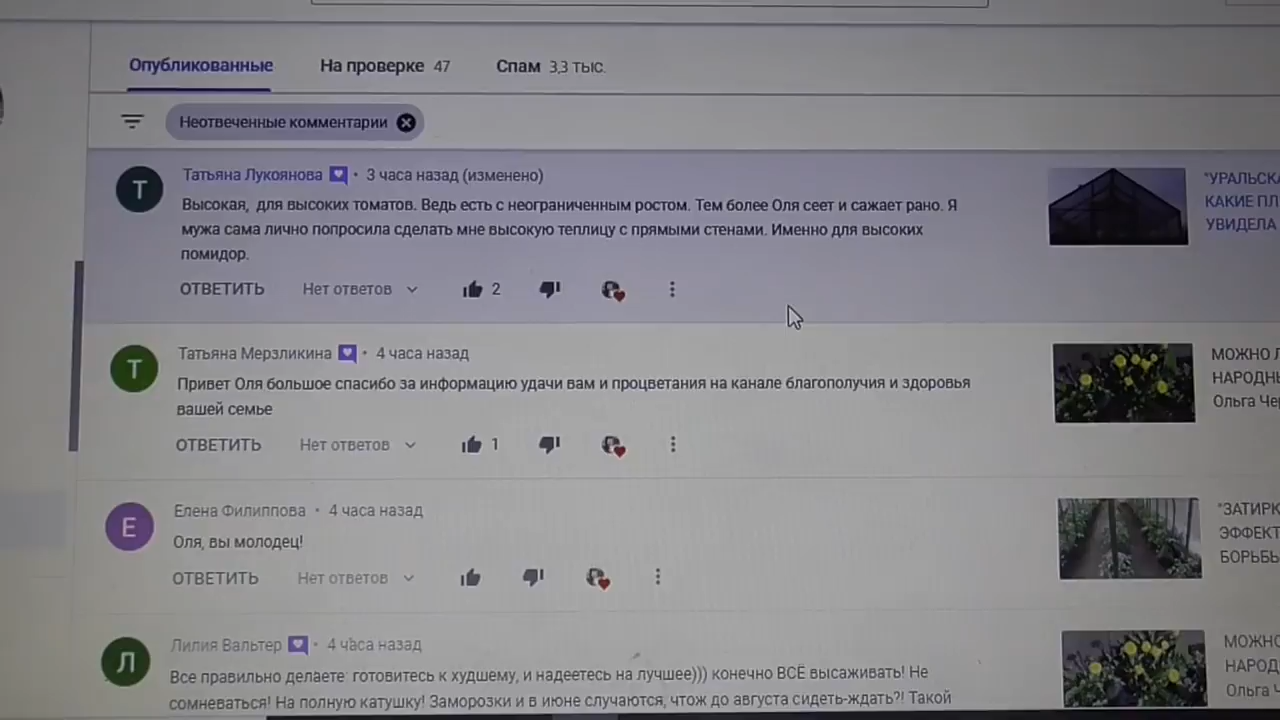 Опубликованные На проверке 47 Спам 3,3 тыс.
Неотвеченные комментарии
Т Татьяна Лукоянова • 3 часа назад (изменено)
Высокая, для высоких томатов. Ведь есть с неограниченным ростом. Тем более Оля сеет и сажает рано. Я
мужа сама лично попросила сделать мне высокую теплицу с прямыми стенами. Именно для высоких
помидор.
ОТВЕТИТЬ Нет ответов 2
"УРАЛЬСКА
КАКИЕ ПЛ
УВИДЕЛА
Т Татьяна Мерзликина • 4 часа назад
Привет Оля большое спасибо за информацию удачи вам и процветания на канале благополучия и здоровья
вашей семье
ОТВЕТИТЬ Нет ответов 1
МОЖНО Л
НАРОДНЫ
Ольга Че
Е Елена Филиппова • 4 часа назад
Оля, вы молодец!
ОТВЕТИТЬ Нет ответов
"ЗАТИРК
ЭФФЕКТ
БОРЬБЫ
Л Лилия Вальтер • 4 часа назад
Все правильно делаете готовитесь к худшему, и надеетесь на лучшее))) конечно ВСЁ высаживать! Не
сомневаться! На полную катушку! Заморозки и в июне случаются, чтож до августа сидеть-ждать?! Такой
МОЖНО
НАРОД
Ольга Ч